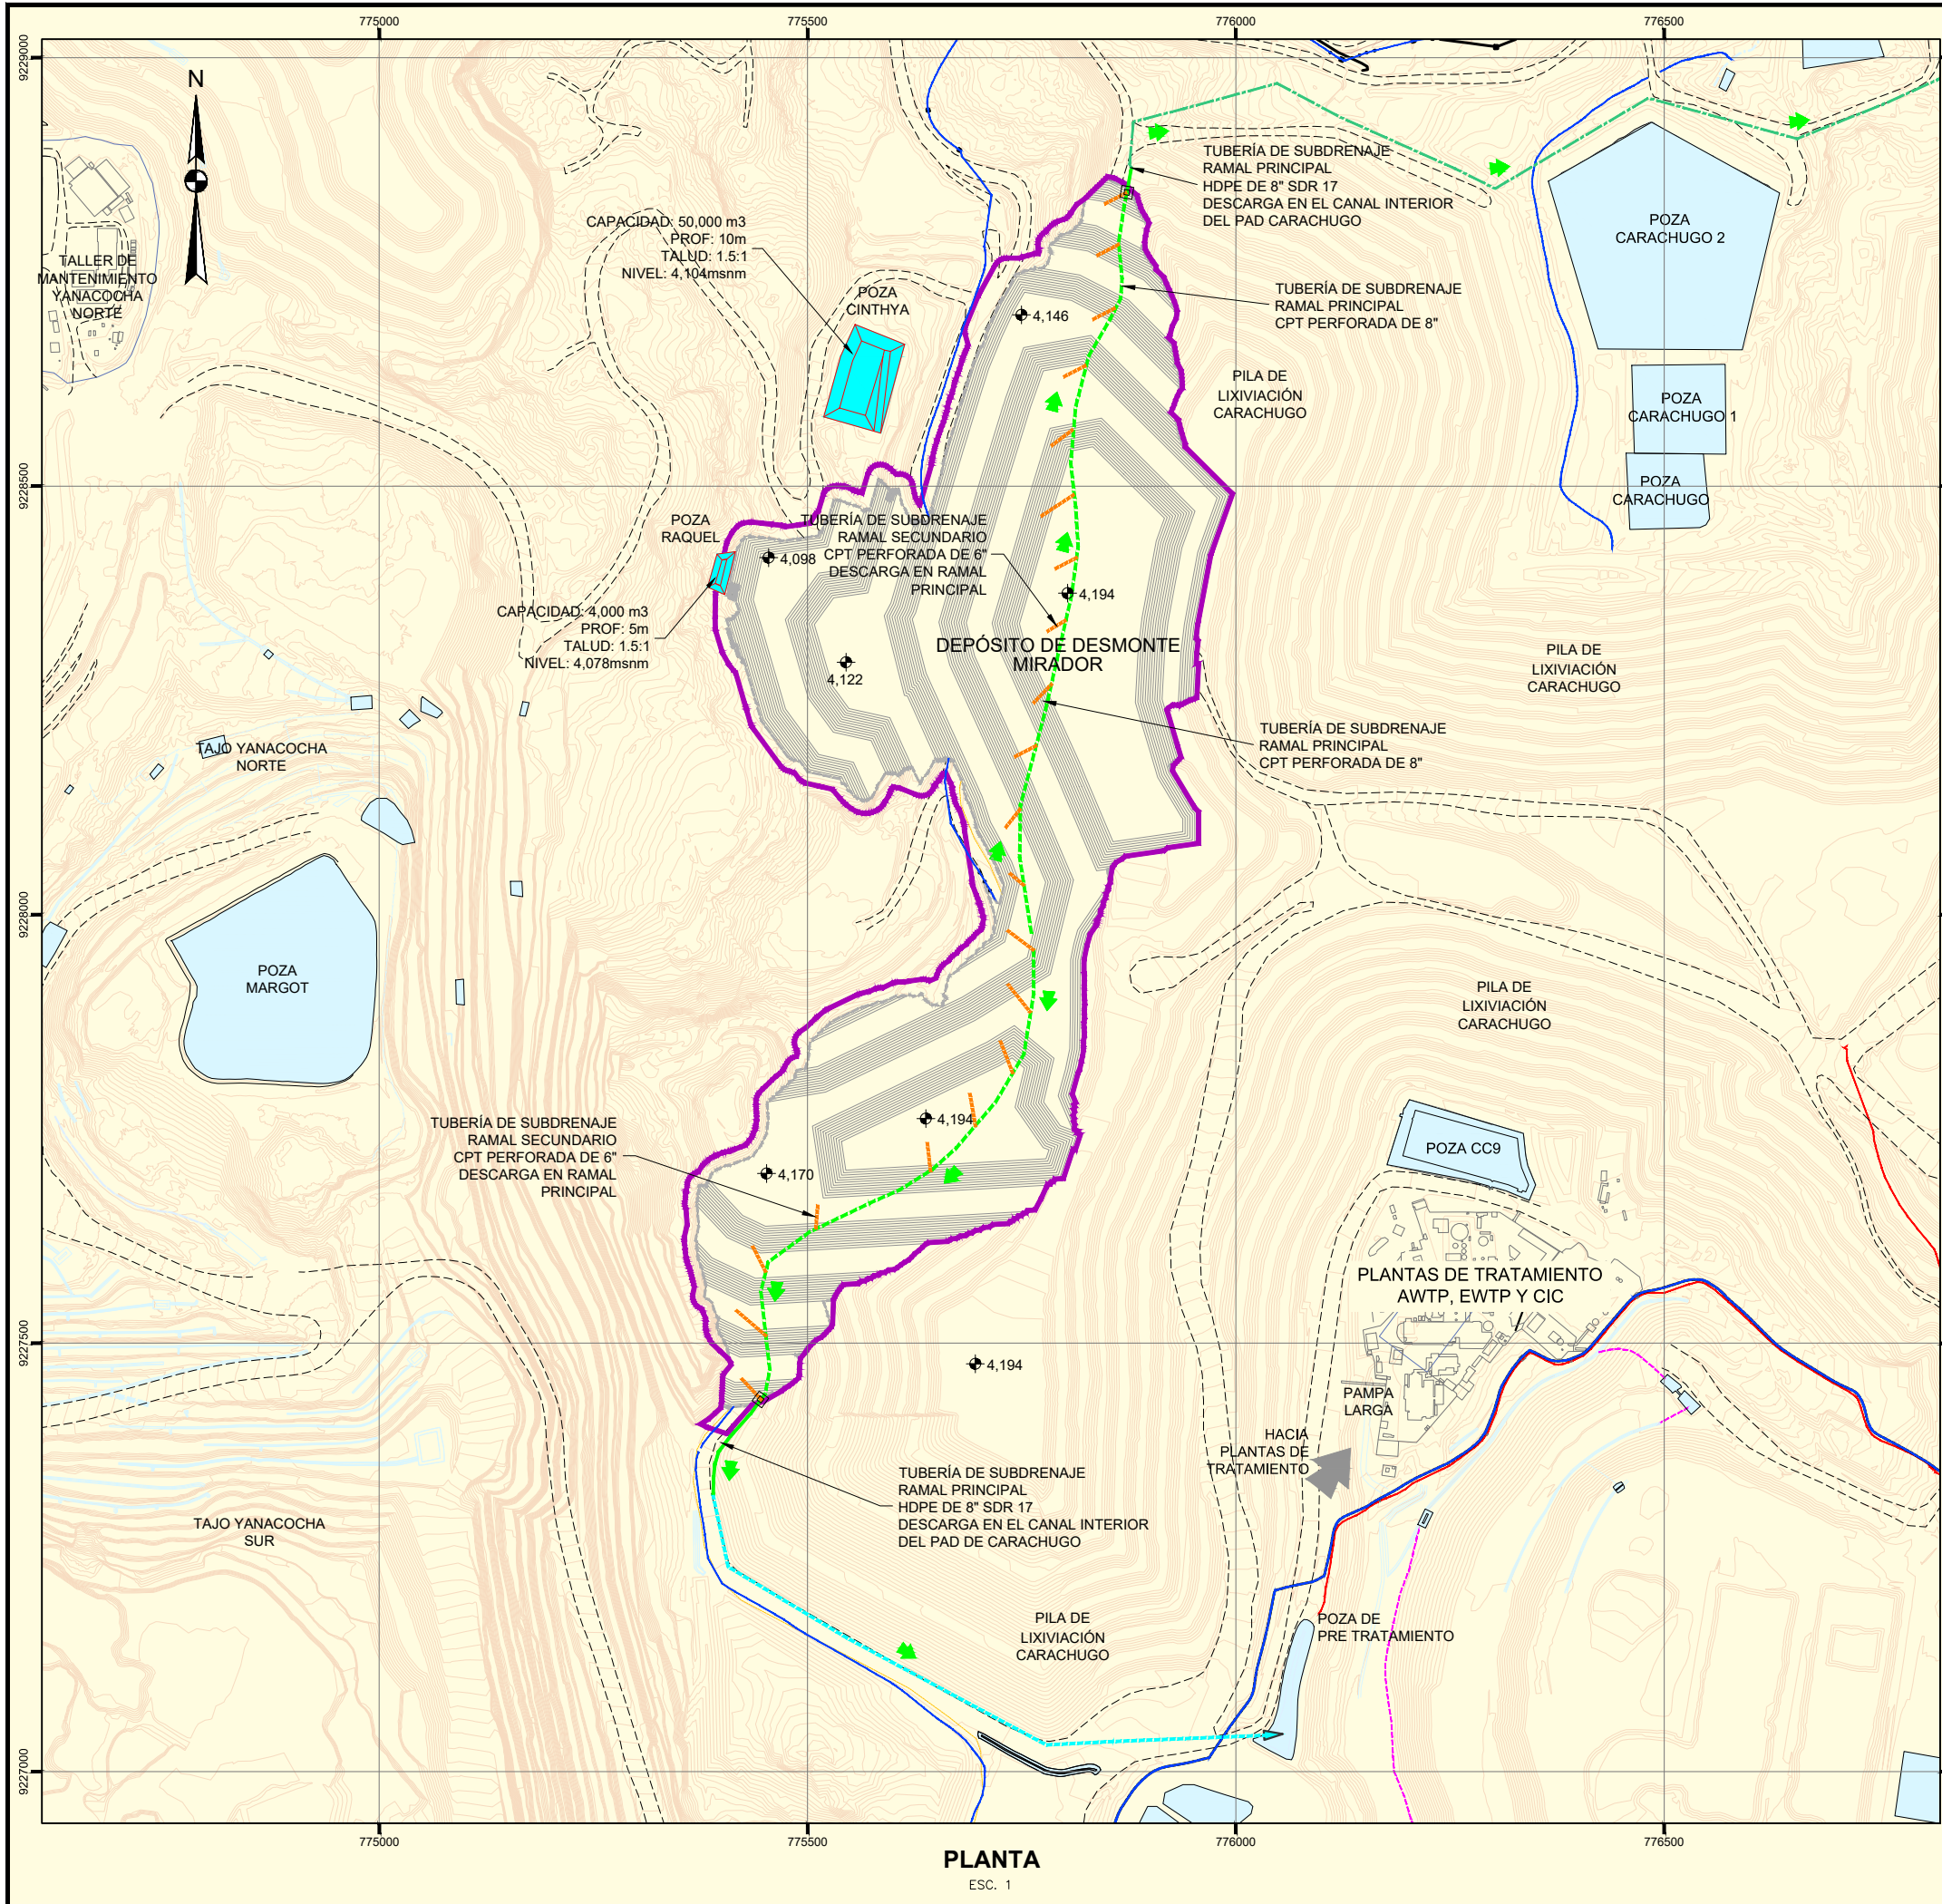 775000
775500
776000
776500
9229000
9228500
9228000
9227500
9227000
N
TALLER DE
MANTENIMIENTO
YANACOCHA
NORTE
CAPACIDAD: 50,000 m3
PROF: 10m
TALUD: 1.5:1
NIVEL: 4,104msnm
POZA
CINTHYA
TUBERÍA DE SUBDRENAJE
RAMAL PRINCIPAL
HDPE DE 8" SDR 17
DESCARGA EN EL CANAL INTERIOR
DEL PAD CARACHUGO
POZA
CARACHUGO 2
TUBERÍA DE SUBDRENAJE
RAMAL PRINCIPAL
CPT PERFORADA DE 8"
4,146
PILA DE
LIXIVIACIÓN
CARACHUGO
POZA
CARACHUGO 1
POZA
CARACHUGO
POZA
RAQUEL
4,098
TUBERÍA DE SUBDRENAJE
RAMAL SECUNDARIO
CPT PERFORADA DE 6"
DESCARGA EN RAMAL
PRINCIPAL
4,194
CAPACIDAD: 4,000 m3
PROF: 5m
TALUD: 1.5:1
NIVEL: 4,078msnm
DEPÓSITO DE DESMONTE
MIRADOR
4,122
PILA DE
LIXIVIACIÓN
CARACHUGO
TAJO YANACOCHA
NORTE
TUBERÍA DE SUBDRENAJE
RAMAL PRINCIPAL
CPT PERFORADA DE 8"
POZA
MARGOT
PILA DE
LIXIVIACIÓN
CARACHUGO
TUBERÍA DE SUBDRENAJE
RAMAL SECUNDARIO
CPT PERFORADA DE 6"
DESCARGA EN RAMAL
PRINCIPAL
4,194
4,170
POZA CC9
PLANTAS DE TRATAMIENTO
AWTP, EWTP Y CIC
4,194
PAMPA
LARGA
HACIA
PLANTAS DE
TRATAMIENTO
TUBERÍA DE SUBDRENAJE
RAMAL PRINCIPAL
HDPE DE 8" SDR 17
DESCARGA EN EL CANAL INTERIOR
DEL PAD DE CARACHUGO
TAJO YANACOCHA
SUR
PILA DE
LIXIVIACIÓN
CARACHUGO
POZA DE
PRE TRATAMIENTO
775000
775500
776000
776500
PLANTA
ESC. 1